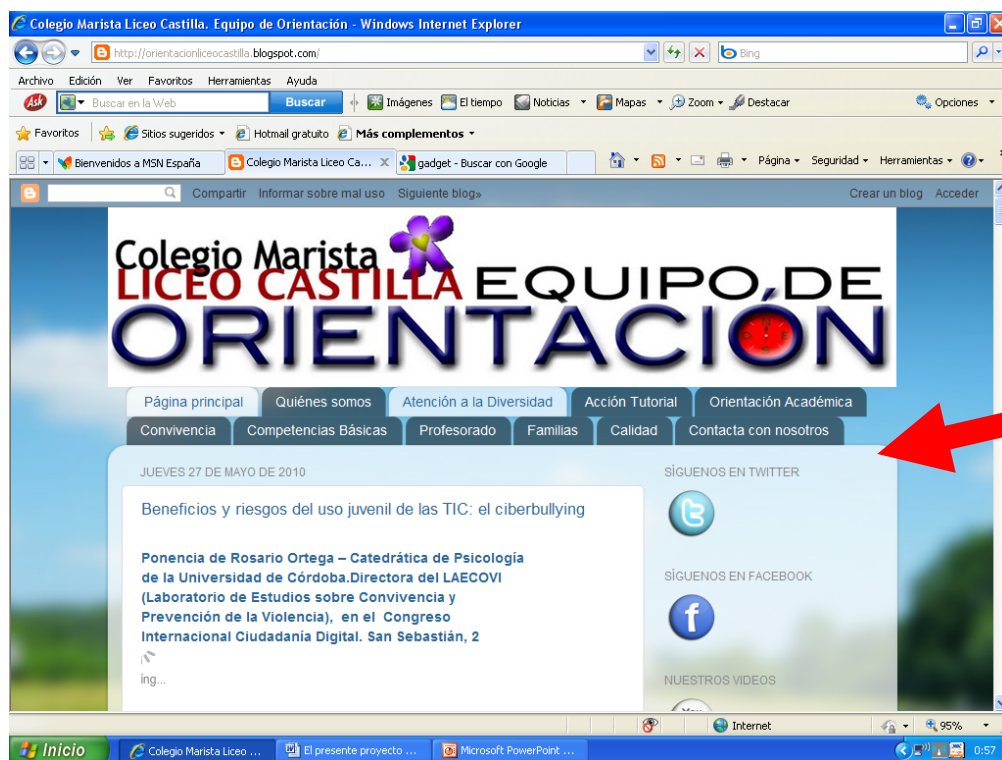 Colegio Marista Liceo Castilla. Equipo de Orientación - Windows Internet Explorer
http://orientacionliceocastilla.blogspot.com/
Bing
Archivo Edición Ver Favoritos Herramientas Ayuda
Ask Buscar en la Web Buscar Imágenes El tiempo Noticias Mapas Zoom Destacar Opciones
Favoritos Sitios sugeridos Hotmail gratuito Más complementos
Bienvenidos a MSN España Colegio Marista Liceo Ca... gadget - Buscar con Google Página Seguridad Herramientas
Compartir Informar sobre mal uso Siguiente blog» Crear un blog Acceder
Colegio Marista
LICEO CASTILLA EQUIPO DE
ORIENTACIÓN
Página principal Quiénes somos Atención a la Diversidad Acción Tutorial Orientación Académica
Convivencia Competencias Básicas Profesorado Familias Calidad Contacta con nosotros
JUEVES 27 DE MAYO DE 2010
Beneficios y riesgos del uso juvenil de las TIC: el ciberbullying
Ponencia de Rosario Ortega – Catedrática de Psicología
de la Universidad de Córdoba.Directora del LAECOVI
(Laboratorio de Estudios sobre Convivencia y
Prevención de la Violencia), en el Congreso
Internacional Ciudadanía Digital. San Sebastián, 2
ing...
SÍGUENOS EN TWITTER
SÍGUENOS EN FACEBOOK
NUESTROS VIDEOS
You
Internet 95%
Inicio Colegio Marista Liceo ... El presente proyecto ... Microsoft PowerPoint ... 0:57